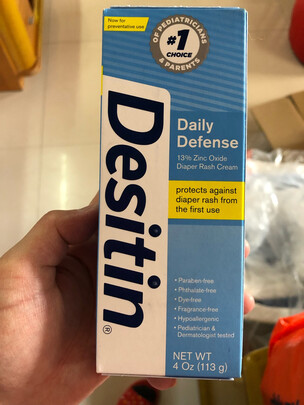 Now for
preventative use
OF PEDIATRICIANS
#1
CHOICE
& PARENTS
Desitin®
Daily
Defense
13% Zinc Oxide
Diaper Rash Cream
protects against
diaper rash from
the first use
• Paraben-free
• Phthalate-free
• Dye-free
• Fragrance-free
• Hypoallergenic
• Pediatrician &
Dermatologist tested
NET WT
4 Oz (113 g)